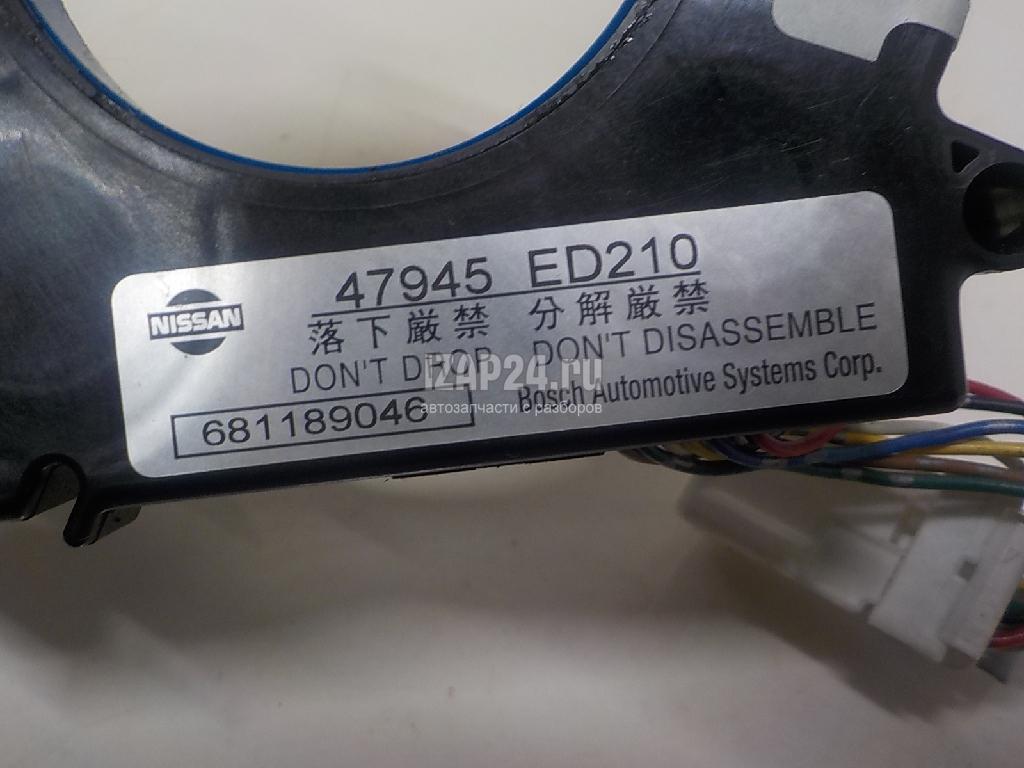 47945 ED210
NISSAN
落下厳禁 分解厳禁
DON'T DROP DON'T DISASSEMBLE
Bosch Automotive Systems Corp.
681189046
IZAP24.ru
автозапчасти с разборов